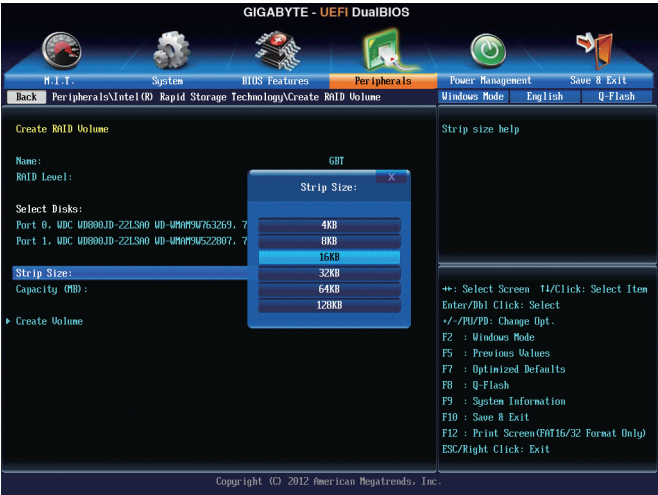 GIGABYTE - UEFI DualBIOS
M.I.T. System BIOS Features Peripherals Power Management Save & Exit
Back Peripherals\Intel(R) Rapid Storage Technology\Create RAID Volume Windows Mode English Q-Flash
Create RAID Volume
Name: GBT
RAID Level:
Select Disks:
Port 0, WDC WD800JD-22LSA0 WD-WMAM9W763269, 7
Port 1, WDC WD800JD-22LSA0 WD-WMAM9W522807, 7
Strip Size:
Capacity (MB):
Create Volume
X
Strip Size:
4KB
8KB
16KB
32KB
64KB
128KB
Strip size help
↔: Select Screen ↑↓/Click: Select Item
Enter/Dbl Click: Select
+/-/PU/PD: Change Opt.
F2 : Windows Mode
F5 : Previous Values
F7 : Optimized Defaults
F8 : Q-Flash
F9 : System Information
F10 : Save & Exit
F12 : Print Screen(FAT16/32 Format Only)
ESC/Right Click: Exit
Copyright (C) 2012 American Megatrends, Inc.